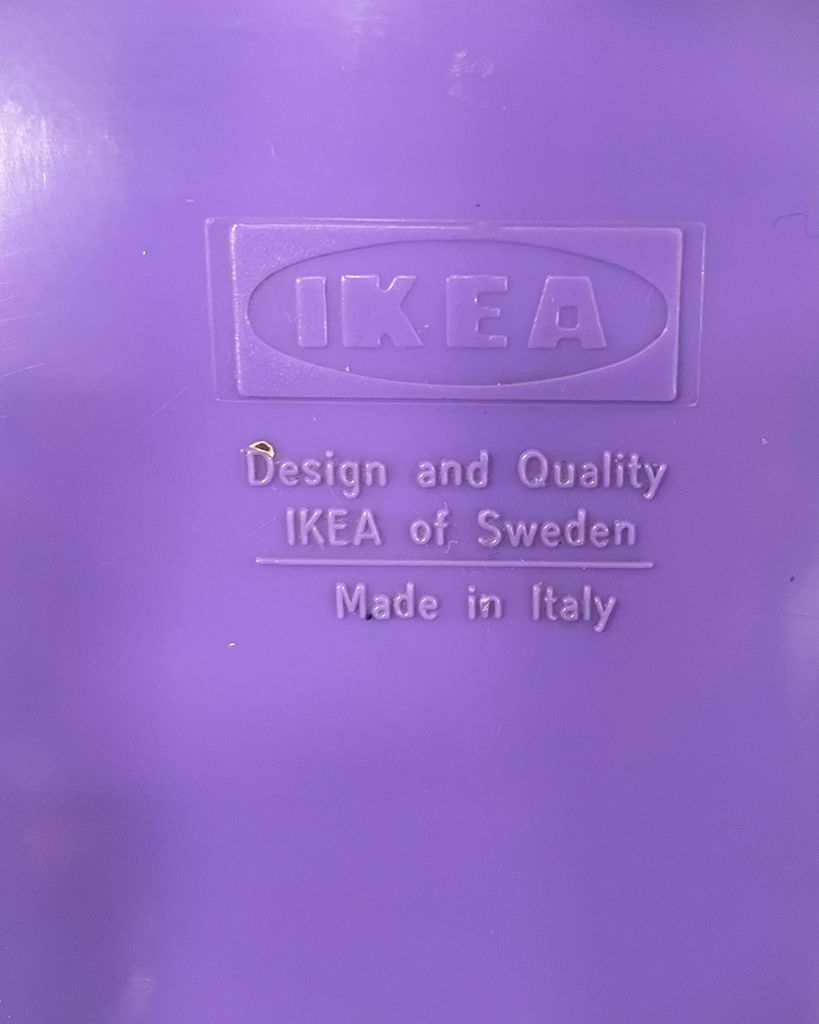 IKEA
Design and Quality
IKEA of Sweden
Made in Italy